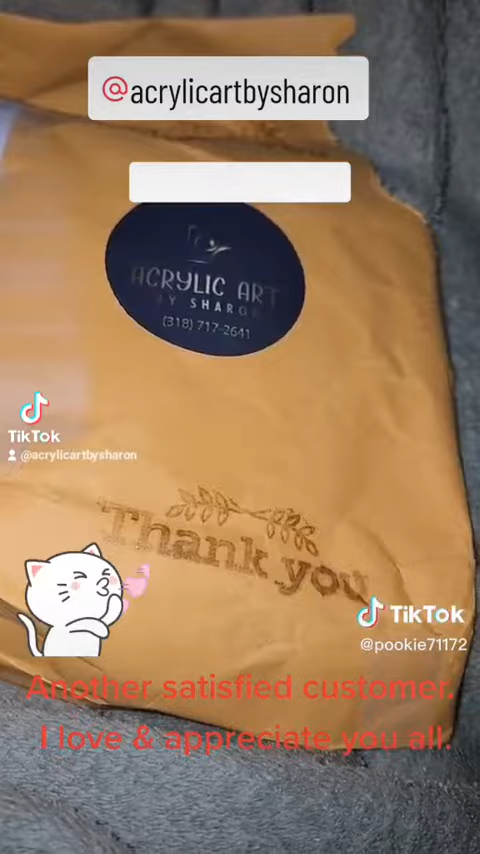 @acrylicartbysharon
ACRYLIC ART
BY SHARON
(318) 717-2641
TikTok
@acrylicartbysharon
Thank you
TikTok
@pookie71172
Another satisfied customer.
I love & appreciate you all.